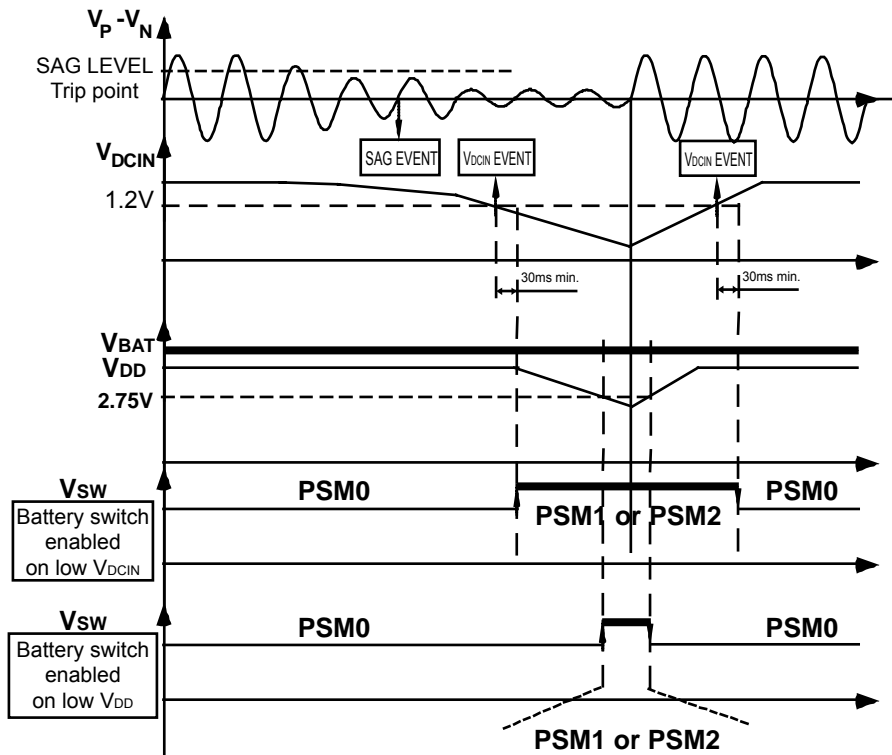 VP -VN
SAG LEVEL
Trip point
SAG EVENT
VDCIN EVENT
VDCIN EVENT
VDCIN
1.2V
30ms min.
30ms min.
VBAT
VDD
2.75V
VSW
PSM0
PSM0
Battery switch
enabled
on low VDCIN
PSM1 or PSM2
VSW
PSM0
PSM0
Battery switch
enabled
on low VDD
PSM1 or PSM2